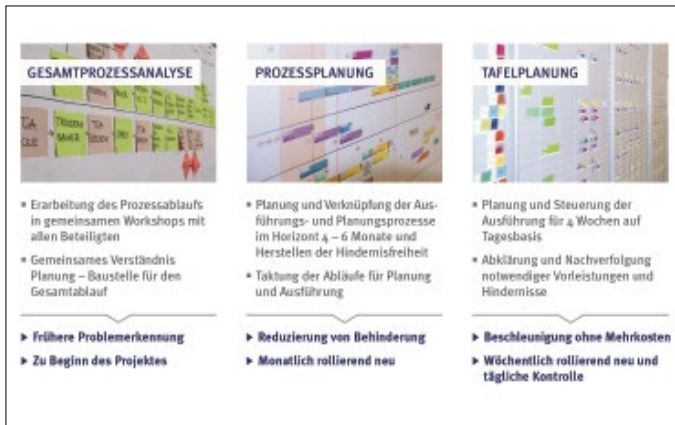 GESAMTPROZESSANALYSE
Erarbeitung des Prozessablaufs
in gemeinsamen Workshops mit
allen Beteiligten
Gemeinsames Verständnis
Planung – Baustelle für den
Gesamtablauf
Frühere Problemerkennung
Zu Beginn des Projektes
PROZESSPLANUNG
Planung und Verknüpfung der Aus-
führungs- und Planungsprozesse
im Horizont 4 – 6 Monate und
Herstellen der Hindernisfreiheit
Taktung der Abläufe für Planung
und Ausführung
Reduzierung von Behinderung
Monatlich rollierend neu
TAFELPLANUNG
Planung und Steuerung der
Ausführung für 4 Wochen auf
Tagesbasis
Abklärung und Nachverfolgung
notwendiger Vorleistungen und
Hindernisse
Beschleunigung ohne Mehrkosten
Wöchentlich rollierend neu und
tägliche Kontrolle